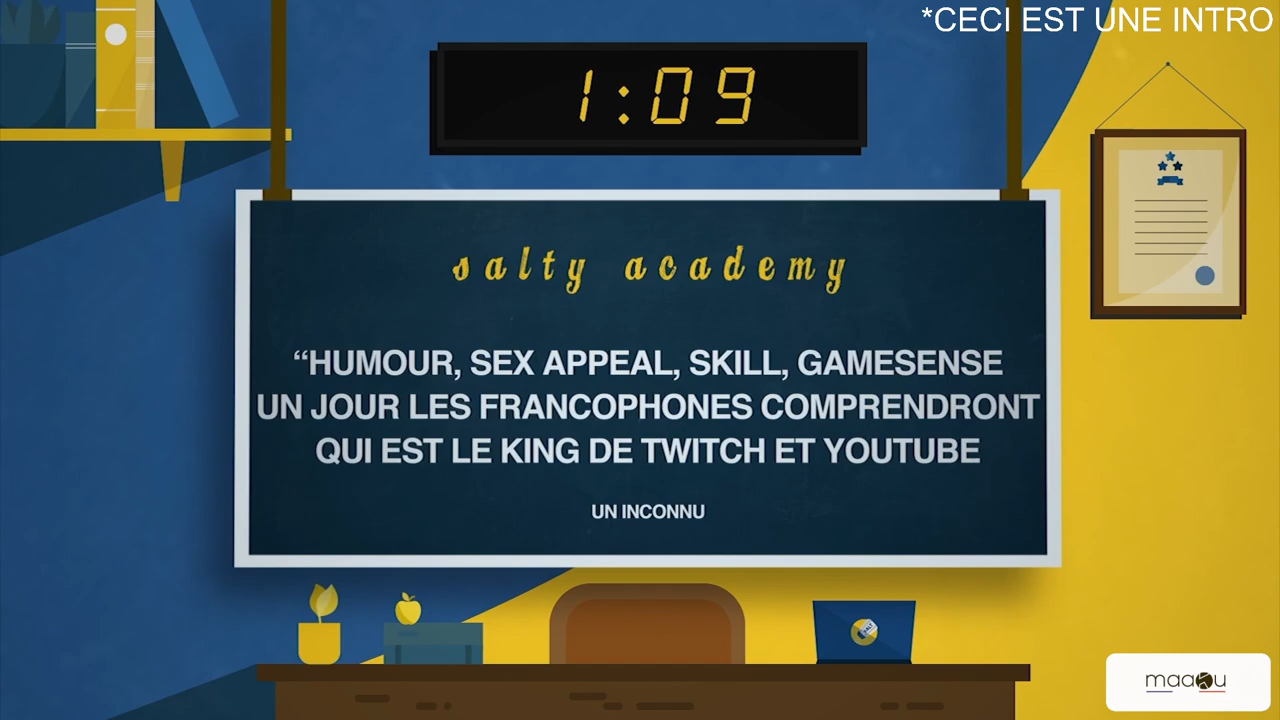 *CECI EST UNE INTRO
1:09
salty academy
“HUMOUR, SEX APPEAL, SKILL, GAMESENSE
UN JOUR LES FRANCOPHONES COMPRENDRONT
QUI EST LE KING DE TWITCH ET YOUTUBE
UN INCONNU
maaku